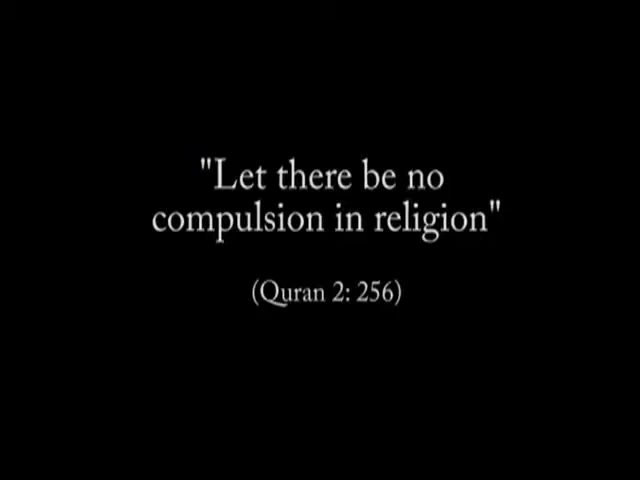 "Let there be no
compulsion in religion"
(Quran 2: 256)